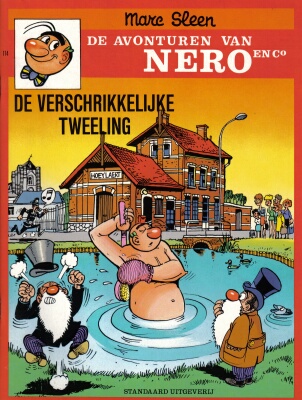 Marc Sleen
DE AVONTUREN VAN
NERO EN CO
DE VERSCHRIKKELIJKE
TWEELING
HOEYLAERT
STANDAARD UITGEVERIJ